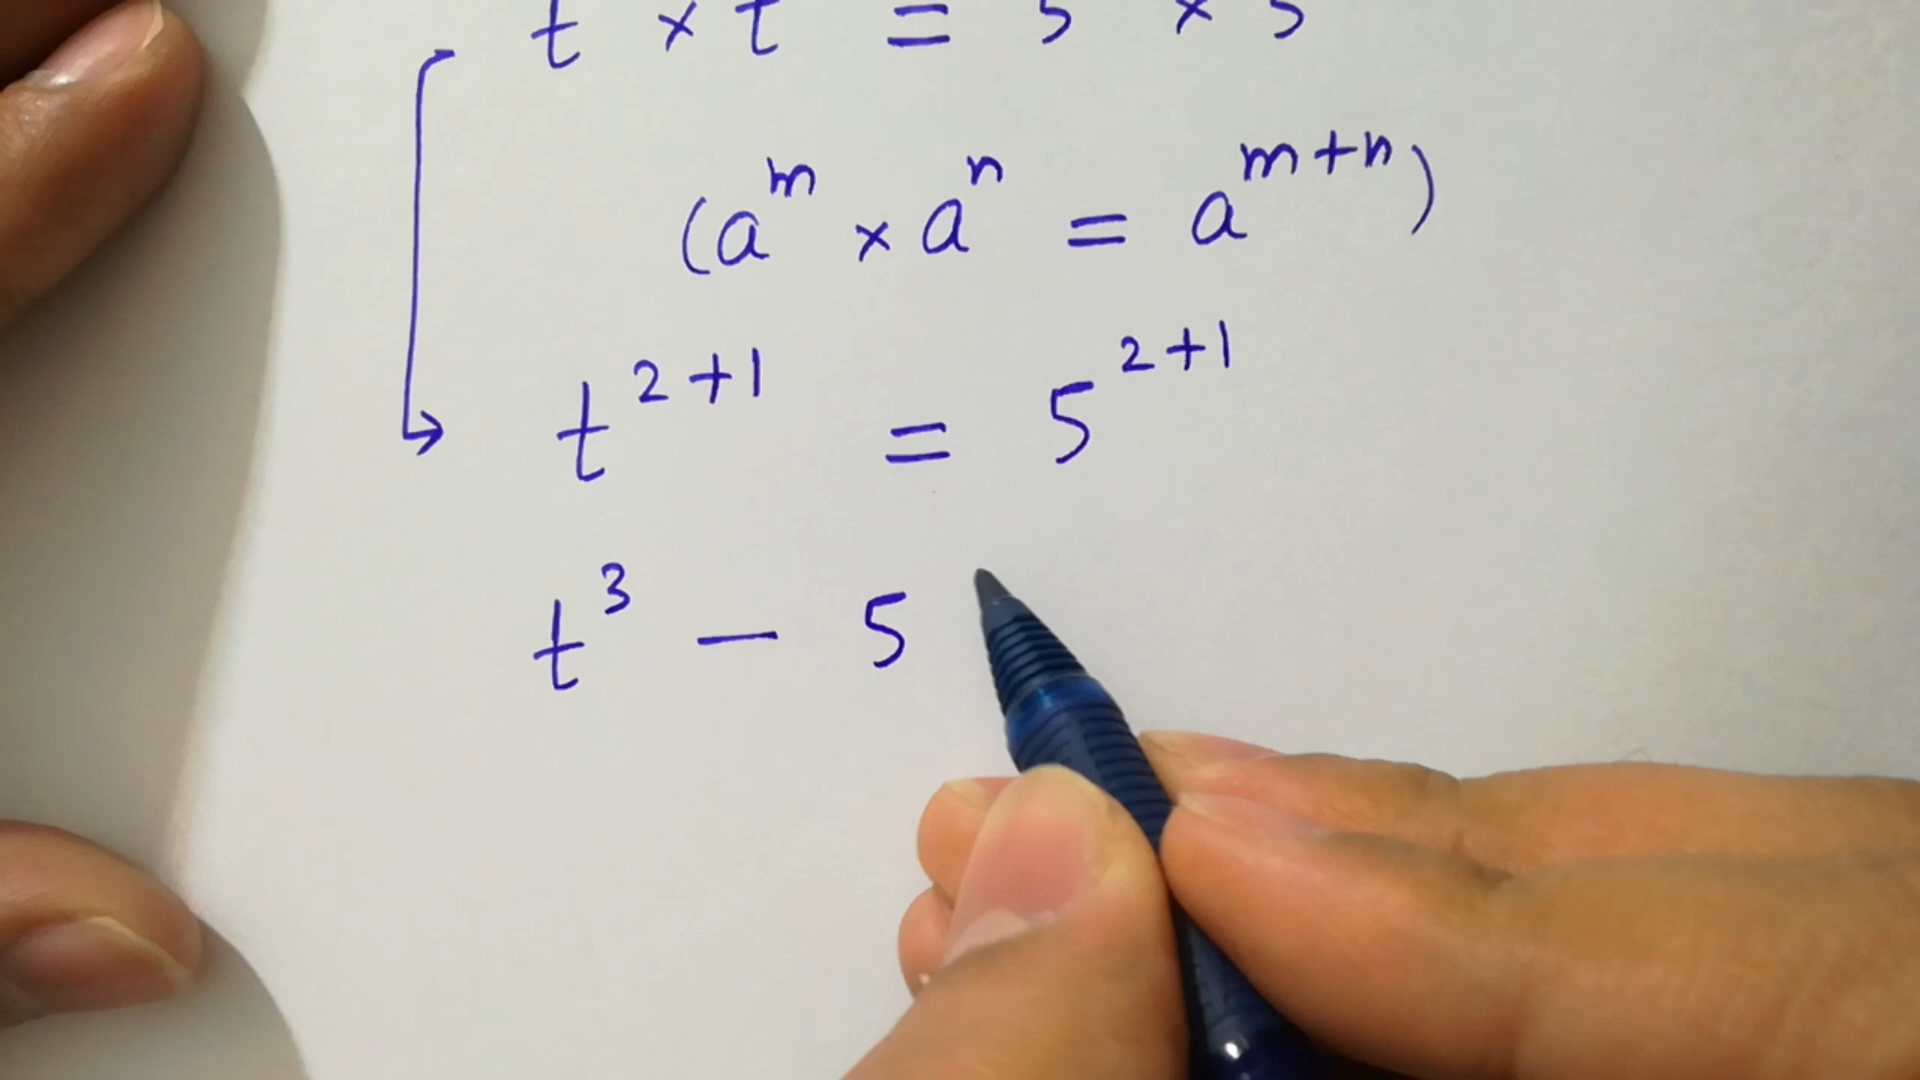 t × t = 5 × 5
(a^m × a^n = a^{m+n})
t^{2+1} = 5^{2+1}
t^3 − 5